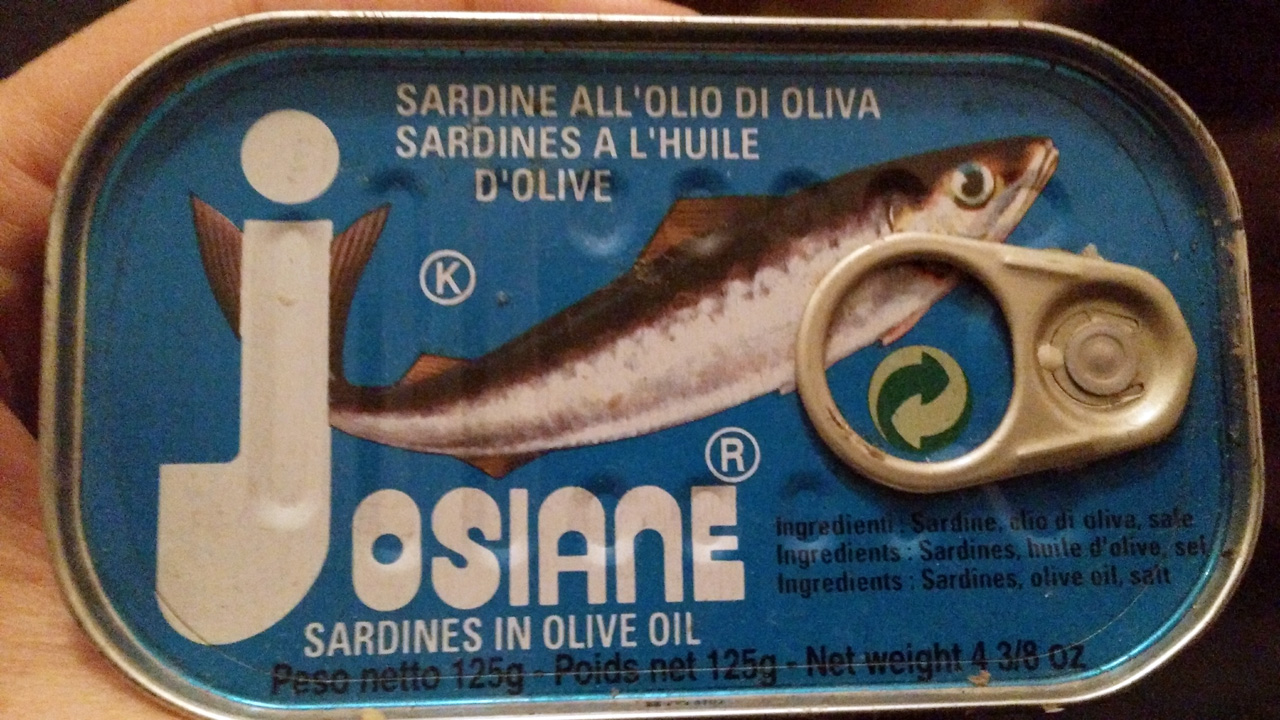 SARDINE ALL'OLIO DI OLIVA
SARDINES A L'HUILE
D'OLIVE
K
R
JOSIANE
SARDINES IN OLIVE OIL
Ingredienti : Sardine, olio di oliva, sale
Ingredients : Sardines, huile d'olive, sel,
Ingredients : Sardines, olive oil, salt
Peso netto 125g - Poids net 125g - Net weight 4 3/8 oz